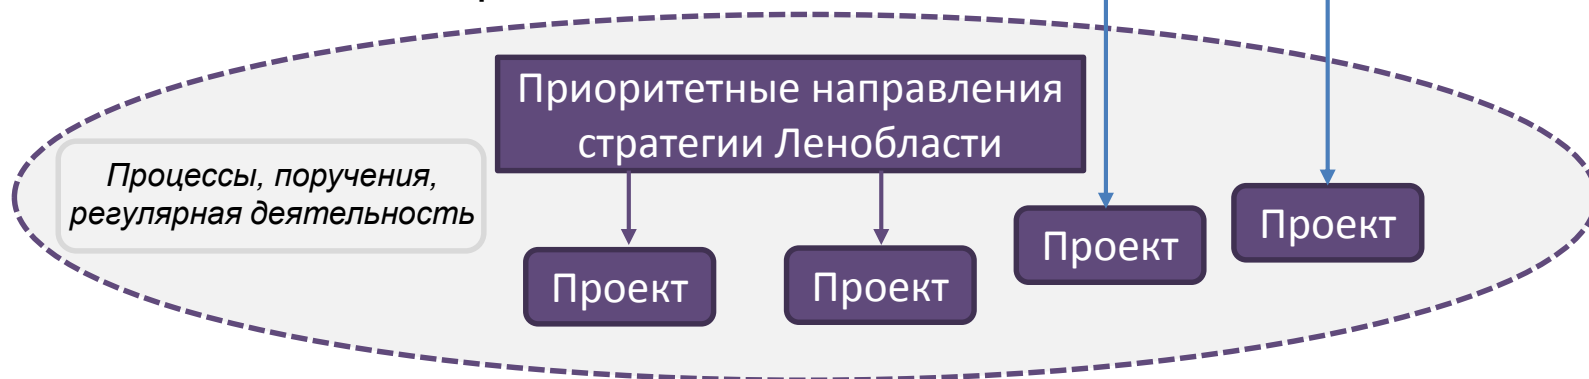 Приоритетные направления
стратегии Ленобласти
Процессы, поручения,
регулярная деятельность
Проект
Проект
Проект
Проект